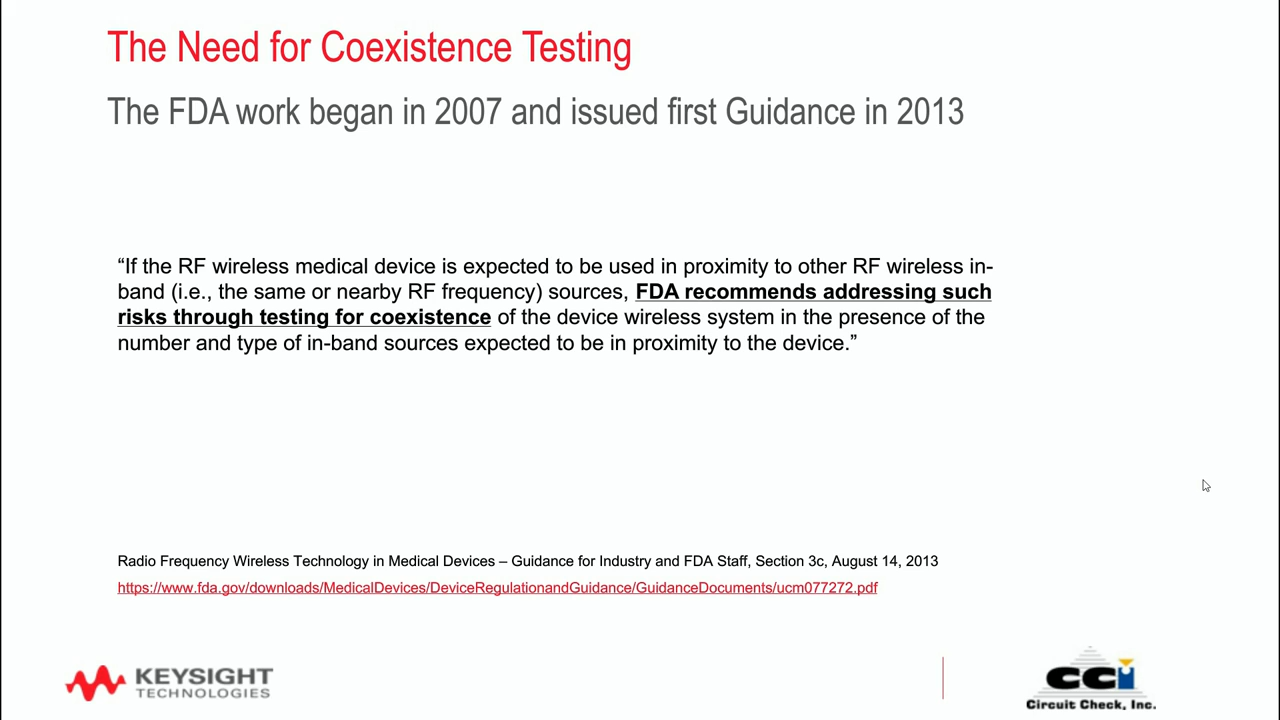 The Need for Coexistence Testing
The FDA work began in 2007 and issued first Guidance in 2013
“If the RF wireless medical device is expected to be used in proximity to other RF wireless in-
band (i.e., the same or nearby RF frequency) sources, FDA recommends addressing such
risks through testing for coexistence of the device wireless system in the presence of the
number and type of in-band sources expected to be in proximity to the device.”
Radio Frequency Wireless Technology in Medical Devices – Guidance for Industry and FDA Staff, Section 3c, August 14, 2013
https://www.fda.gov/downloads/MedicalDevices/DeviceRegulationandGuidance/GuidanceDocuments/ucm077272.pdf
KEYSIGHT
TECHNOLOGIES
CCI
Circuit Check, Inc.